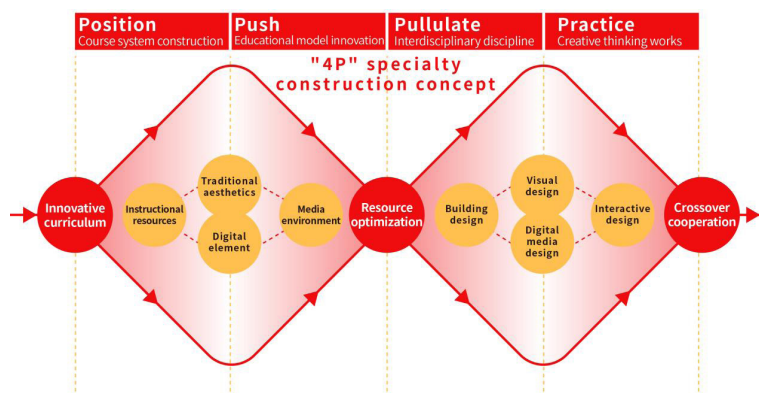 Position
Course system construction
Push
Educational model innovation
Pullulate
Interdisciplinary discipline
Practice
Creative thinking works
"4P" specialty
construction concept
Innovative
curriculum
Instructional
resources
Traditional
aesthetics
Digital
element
Media
environment
Resource
optimization
Building
design
Visual
design
Digital
media
design
Interactive
design
Crossover
cooperation